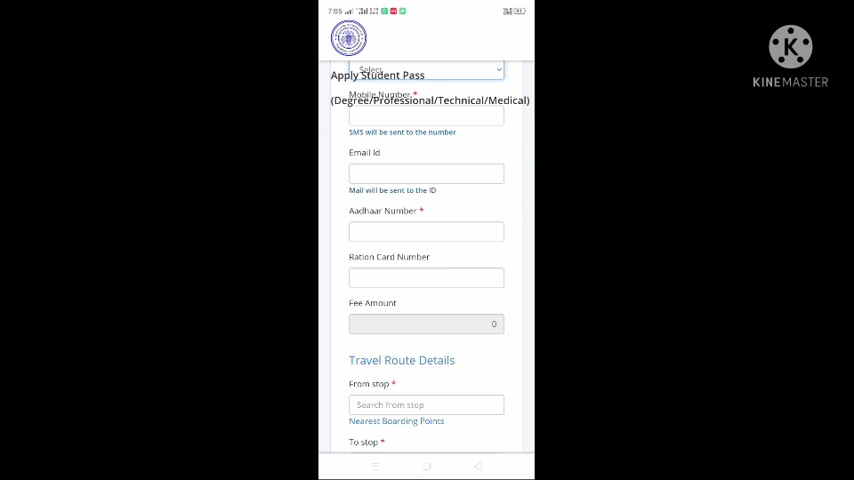 7:05
KINEMASTER
Select
Apply Student Pass
Mobile Number *
(Degree/Professional/Technical/Medical)
SMS will be sent to the number
Email Id
Mail will be sent to the ID
Aadhaar Number *
Ration Card Number
Fee Amount
0
Travel Route Details
From stop *
Search from stop
Nearest Boarding Points
To stop *